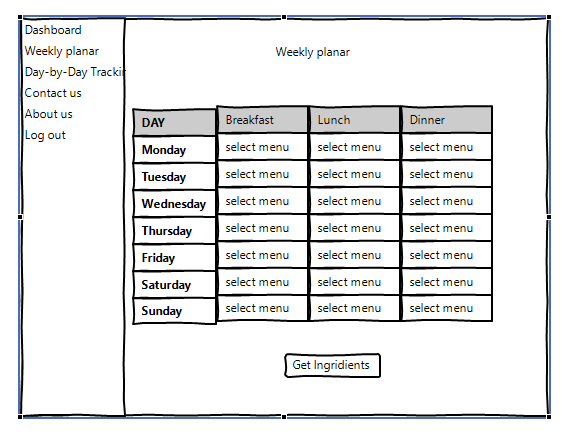 Dashboard
Weekly planar
Day-by-Day Trackin
Contact us
About us
Log out
Weekly planar
DAY Breakfast Lunch Dinner
Monday select menu select menu select menu
Tuesday select menu select menu select menu
Wednesday select menu select menu select menu
Thursday select menu select menu select menu
Friday select menu select menu select menu
Saturday select menu select menu select menu
Sunday select menu select menu select menu
Get Ingridients